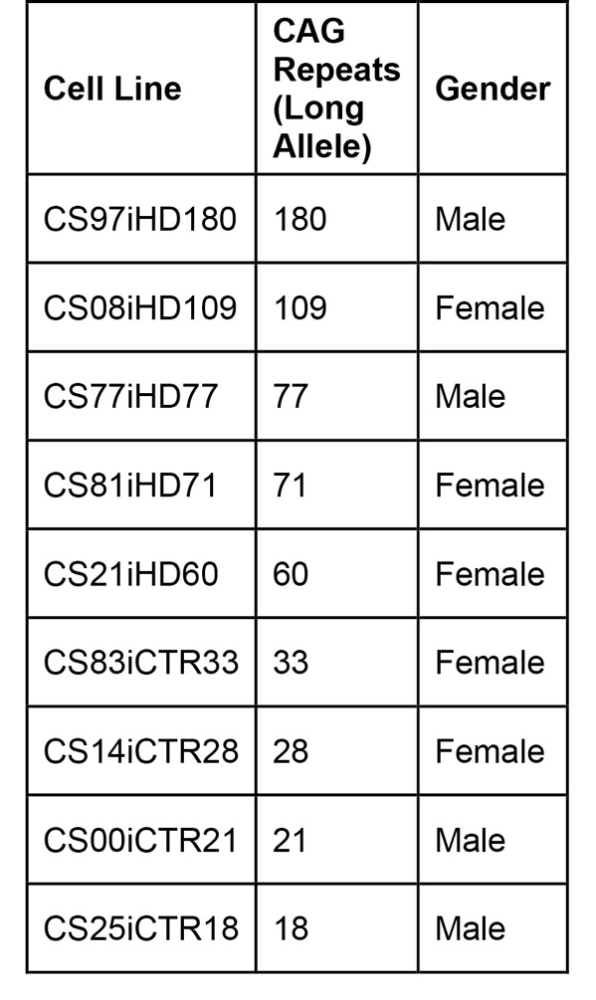 Cell Line
CAG
Repeats
(Long
Allele)
Gender
CS97iHD180 180 Male
CS08iHD109 109 Female
CS77iHD77 77 Male
CS81iHD71 71 Female
CS21iHD60 60 Female
CS83iCTR33 33 Female
CS14iCTR28 28 Female
CS00iCTR21 21 Male
CS25iCTR18 18 Male